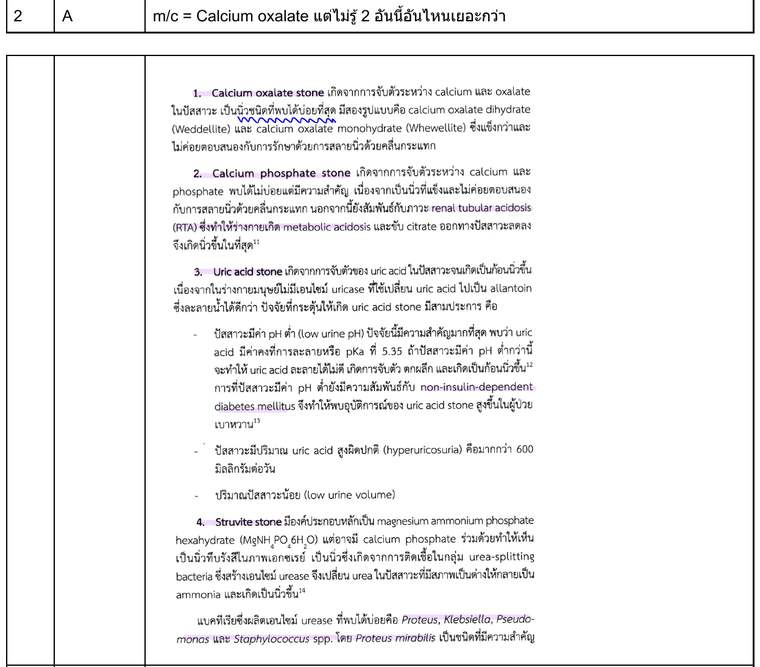 2 A m/c = Calcium oxalate แต่ไม่รู้ 2 อันนี้อันไหนเยอะกว่า
1. Calcium oxalate stone เกิดจากการจับตัวระหว่าง calcium และ oxalate
ในปัสสาวะ เป็นนิ่วชนิดที่พบได้บ่อยที่สุด มีสองรูปแบบคือ calcium oxalate dihydrate
(Weddellite) และ calcium oxalate monohydrate (Whewellite) ซึ่งแข็งกว่าและ
ไม่ค่อยตอบสนองกับการรักษาด้วยการสลายนิ่วด้วยคลื่นกระแทก
2. Calcium phosphate stone เกิดจากการจับตัวระหว่าง calcium และ
phosphate พบได้ไม่บ่อยแต่มีความสำคัญ เนื่องจากเป็นนิ่วที่แข็งและไม่ค่อยตอบสนอง
กับการสลายนิ่วด้วยคลื่นกระแทก นอกจากนี้ยังสัมพันธ์กับภาวะ renal tubular acidosis
(RTA) ซึ่งทำให้ร่างกายเกิด metabolic acidosis และขับ citrate ออกทางปัสสาวะลดลง
จึงเกิดนิ่วขึ้นในที่สุด¹¹
3. Uric acid stone เกิดจากการจับตัวของ uric acid ในปัสสาวะจนเกิดเป็นก้อนนิ่วขึ้น
เนื่องจากในร่างกายมนุษย์ไม่มีเอนไซม์ uricase ที่ใช้เปลี่ยน uric acid ไปเป็น allantoin
ซึ่งละลายน้ำได้ดีกว่า ปัจจัยที่กระตุ้นให้เกิด uric acid stone มีสามประการ คือ
- ปัสสาวะมีค่า pH ต่ำ (low urine pH) ปัจจัยนี้มีความสำคัญมากที่สุด พบว่า uric
acid มีค่าคงที่การละลายหรือ pKa ที่ 5.35 ถ้าปัสสาวะมีค่า pH ต่ำกว่านี้
จะทำให้ uric acid ละลายได้ไม่ดี เกิดการจับตัว ตกผลึก และเกิดเป็นก้อนนิ่วขึ้น¹²
การที่ปัสสาวะมีค่า pH ต่ำยังมีความสัมพันธ์กับ non-insulin-dependent
diabetes mellitus จึงทำให้พบอุบัติการณ์ของ uric acid stone สูงขึ้นในผู้ป่วย
เบาหวาน¹³
- ปัสสาวะมีปริมาณ uric acid สูงผิดปกติ (hyperuricosuria) คือมากกว่า 600
มิลลิกรัมต่อวัน
- ปริมาณปัสสาวะน้อย (low urine volume)
4. Struvite stone มีองค์ประกอบหลักเป็น magnesium ammonium phosphate
hexahydrate (MgNH₄PO₄6H₂O) แต่อาจมี calcium phosphate ร่วมด้วยทำให้เห็น
เป็นนิ่วทึบรังสีในภาพเอกซเรย์ เป็นนิ่วซึ่งเกิดจากการติดเชื้อในกลุ่ม urea-splitting
bacteria ซึ่งสร้างเอนไซม์ urease จึงเปลี่ยน urea ในปัสสาวะที่มีสภาพเป็นด่างให้กลายเป็น
ammonia และเกิดเป็นนิ่วขึ้น¹⁴
แบคทีเรียซึ่งผลิตเอนไซม์ urease ที่พบได้บ่อยคือ Proteus, Klebsiella, Pseudo-
monas และ Staphylococcus spp. โดย Proteus mirabilis เป็นชนิดที่มีความสำคัญ